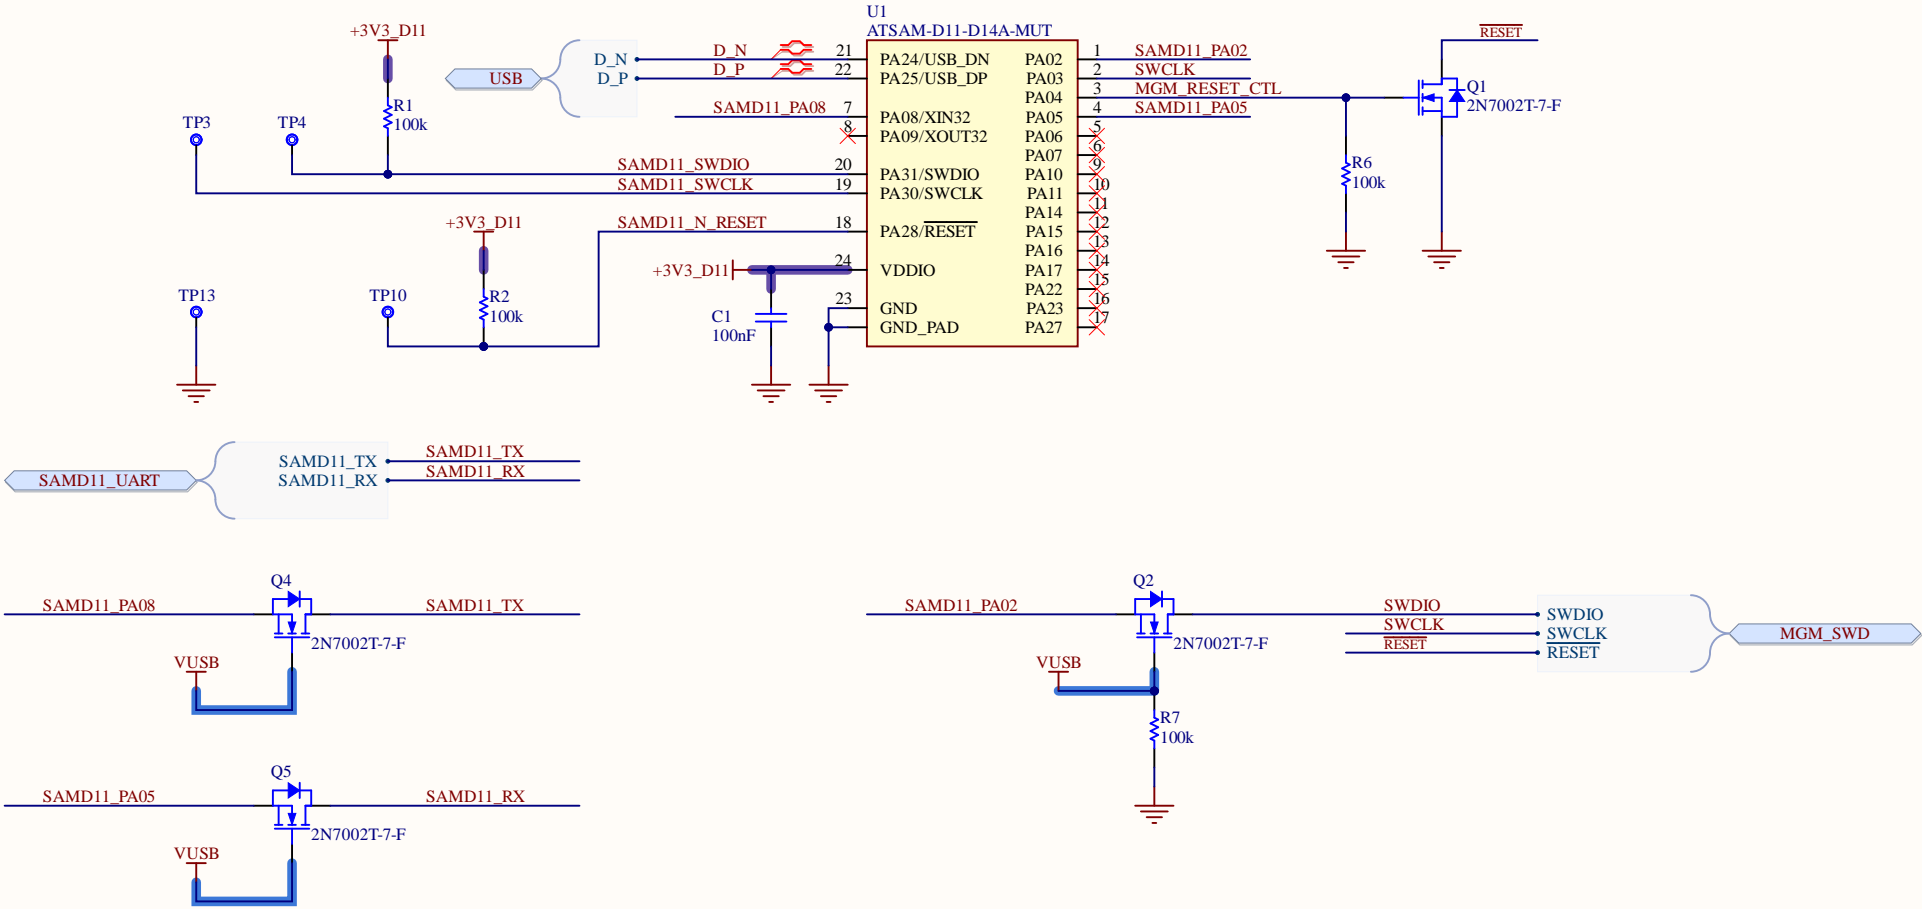 U1
ATSAM-D11-D14A-MUT
+3V3_D11
USB
D_N
D_P
D_N
D_P
21
22
PA24/USB_DN
PA25/USB_DP
SAMD11_PA08
7
8
PA08/XIN32
PA09/XOUT32
R1
100k
TP3
TP4
SAMD11_SWDIO
SAMD11_SWCLK
20
19
PA31/SWDIO
PA30/SWCLK
+3V3_D11
SAMD11_N_RESET
18
PA28/RESET
+3V3_D11
24
VDDIO
TP13
TP10
R2
100k
C1
100nF
23
GND
GND_PAD
PA02
PA03
PA04
PA05
PA06
PA07
PA10
PA11
PA14
PA15
PA16
PA17
PA22
PA23
PA27
1
2
3
4
5
6
9
10
11
12
13
14
15
16
17
SAMD11_PA02
SWCLK
MGM_RESET_CTL
SAMD11_PA05
RESET
Q1
2N7002T-7-F
R6
100k
SAMD11_UART
SAMD11_TX
SAMD11_RX
SAMD11_TX
SAMD11_RX
Q4
SAMD11_PA08
SAMD11_TX
2N7002T-7-F
VUSB
Q2
SAMD11_PA02
2N7002T-7-F
VUSB
R7
100k
SWDIO
SWCLK
RESET
SWDIO
SWCLK
RESET
MGM_SWD
Q5
SAMD11_PA05
SAMD11_RX
2N7002T-7-F
VUSB